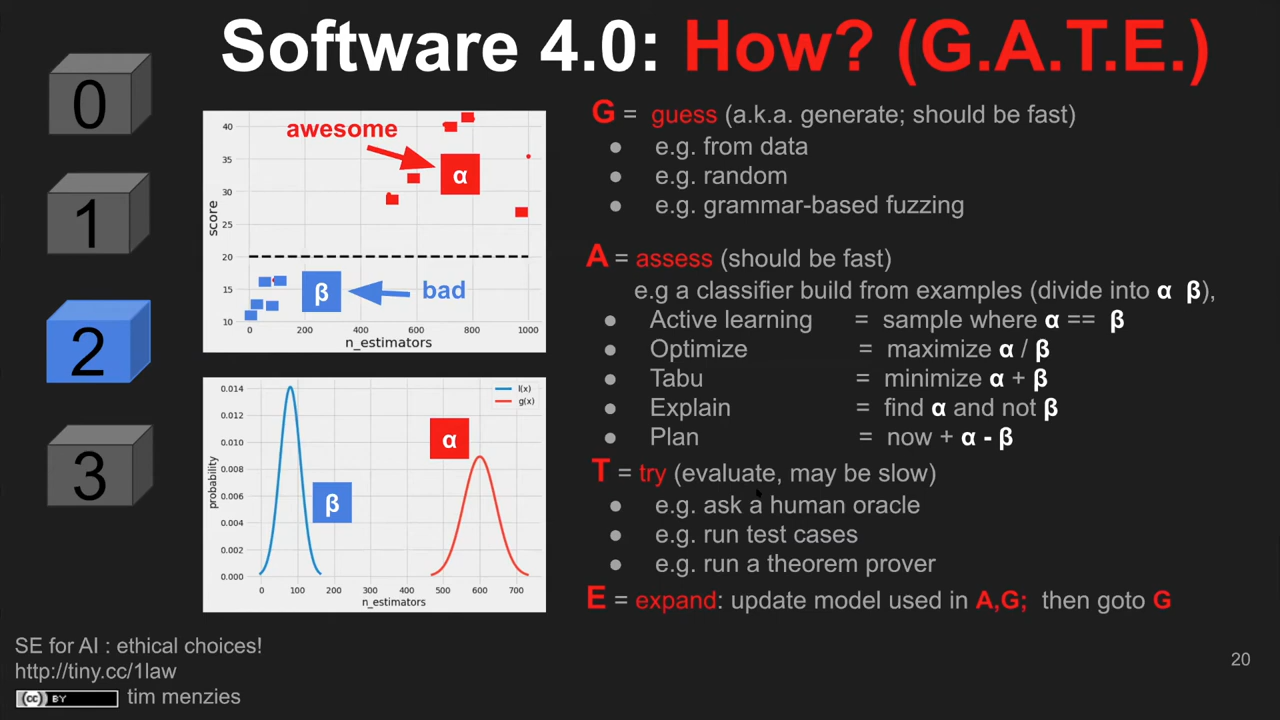 Software 4.0: How? (G.A.T.E.)
0
1
2
3
awesome
α
β
bad
40
35
30
25
20
15
10
score
0
200
400
600
800
1000
n_estimators
0.014
0.012
0.010
0.008
0.006
0.004
0.002
0.000
probability
l(x)
g(x)
α
β
0
100
200
300
400
500
600
700
n_estimators
G = guess (a.k.a. generate; should be fast)
● e.g. from data
● e.g. random
● e.g. grammar-based fuzzing
A = assess (should be fast)
e.g a classifier build from examples (divide into α β),
● Active learning = sample where α == β
● Optimize = maximize α / β
● Tabu = minimize α + β
● Explain = find α and not β
● Plan = now + α - β
T = try (evaluate, may be slow)
● e.g. ask a human oracle
● e.g. run test cases
● e.g. run a theorem prover
E = expand: update model used in A,G; then goto G
SE for AI : ethical choices!
http://tiny.cc/1law
cc BY tim menzies
20